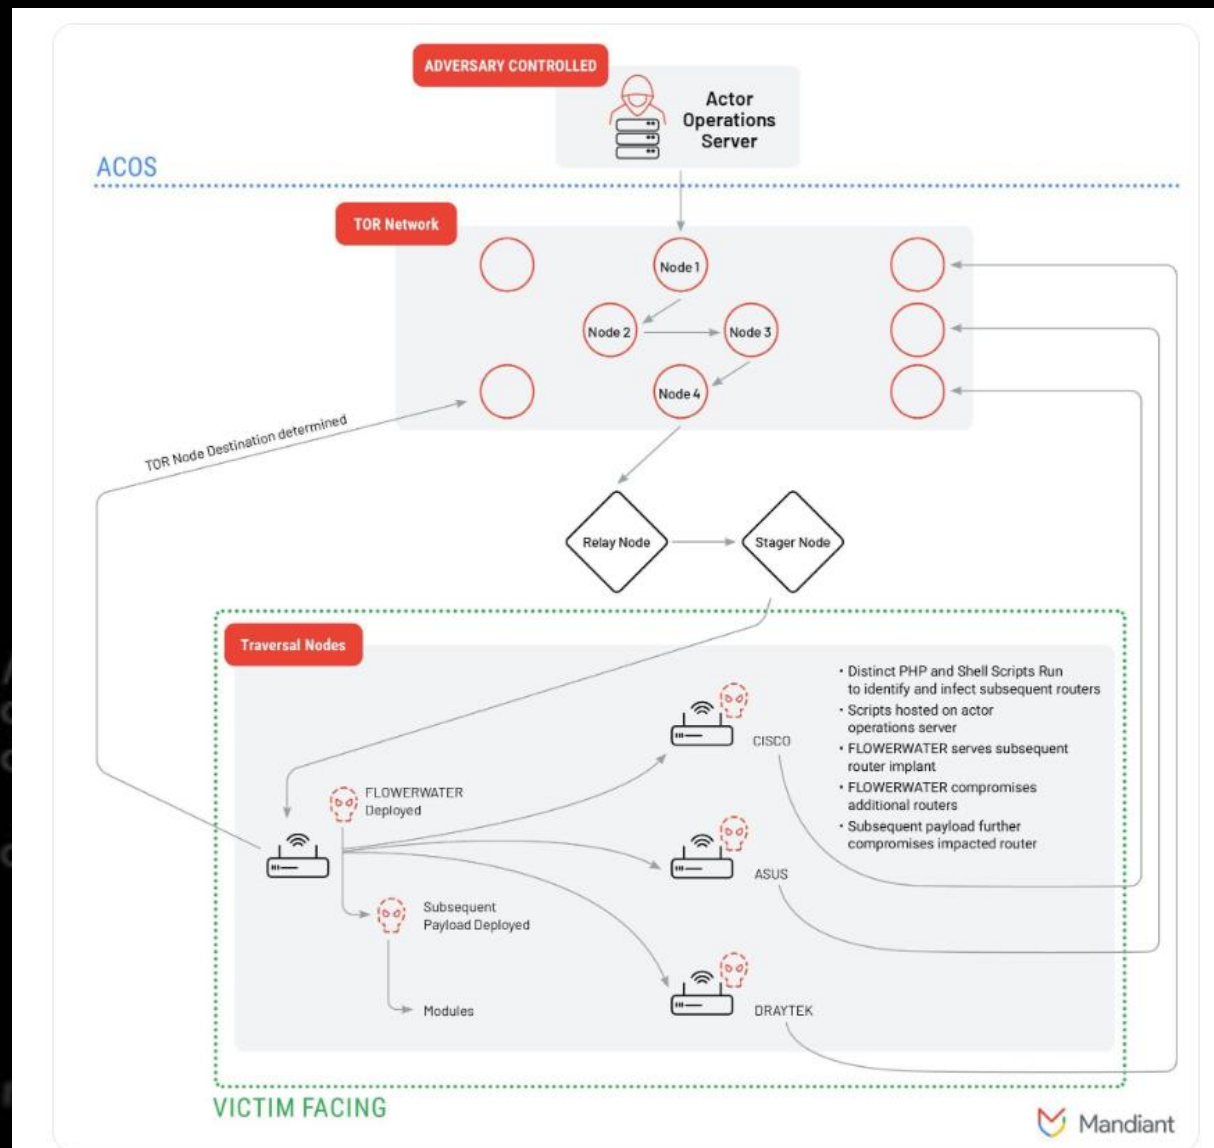 ADVERSARY CONTROLLED
Actor
Operations
Server
ACOS
TOR Network
Node 1
Node 2
Node 3
Node 4
TOR Node Destination determined
Relay Node
Stager Node
Traversal Nodes
• Distinct PHP and Shell Scripts Run
to identify and infect subsequent routers
• Scripts hosted on actor
operations server
• FLOWERWATER serves subsequent
router implant
• FLOWERWATER compromises
additional routers
• Subsequent payload further
compromises impacted router
CISCO
FLOWERWATER
Deployed
ASUS
Subsequent
Payload Deployed
Modules
DRAYTEK
VICTIM FACING
Mandiant